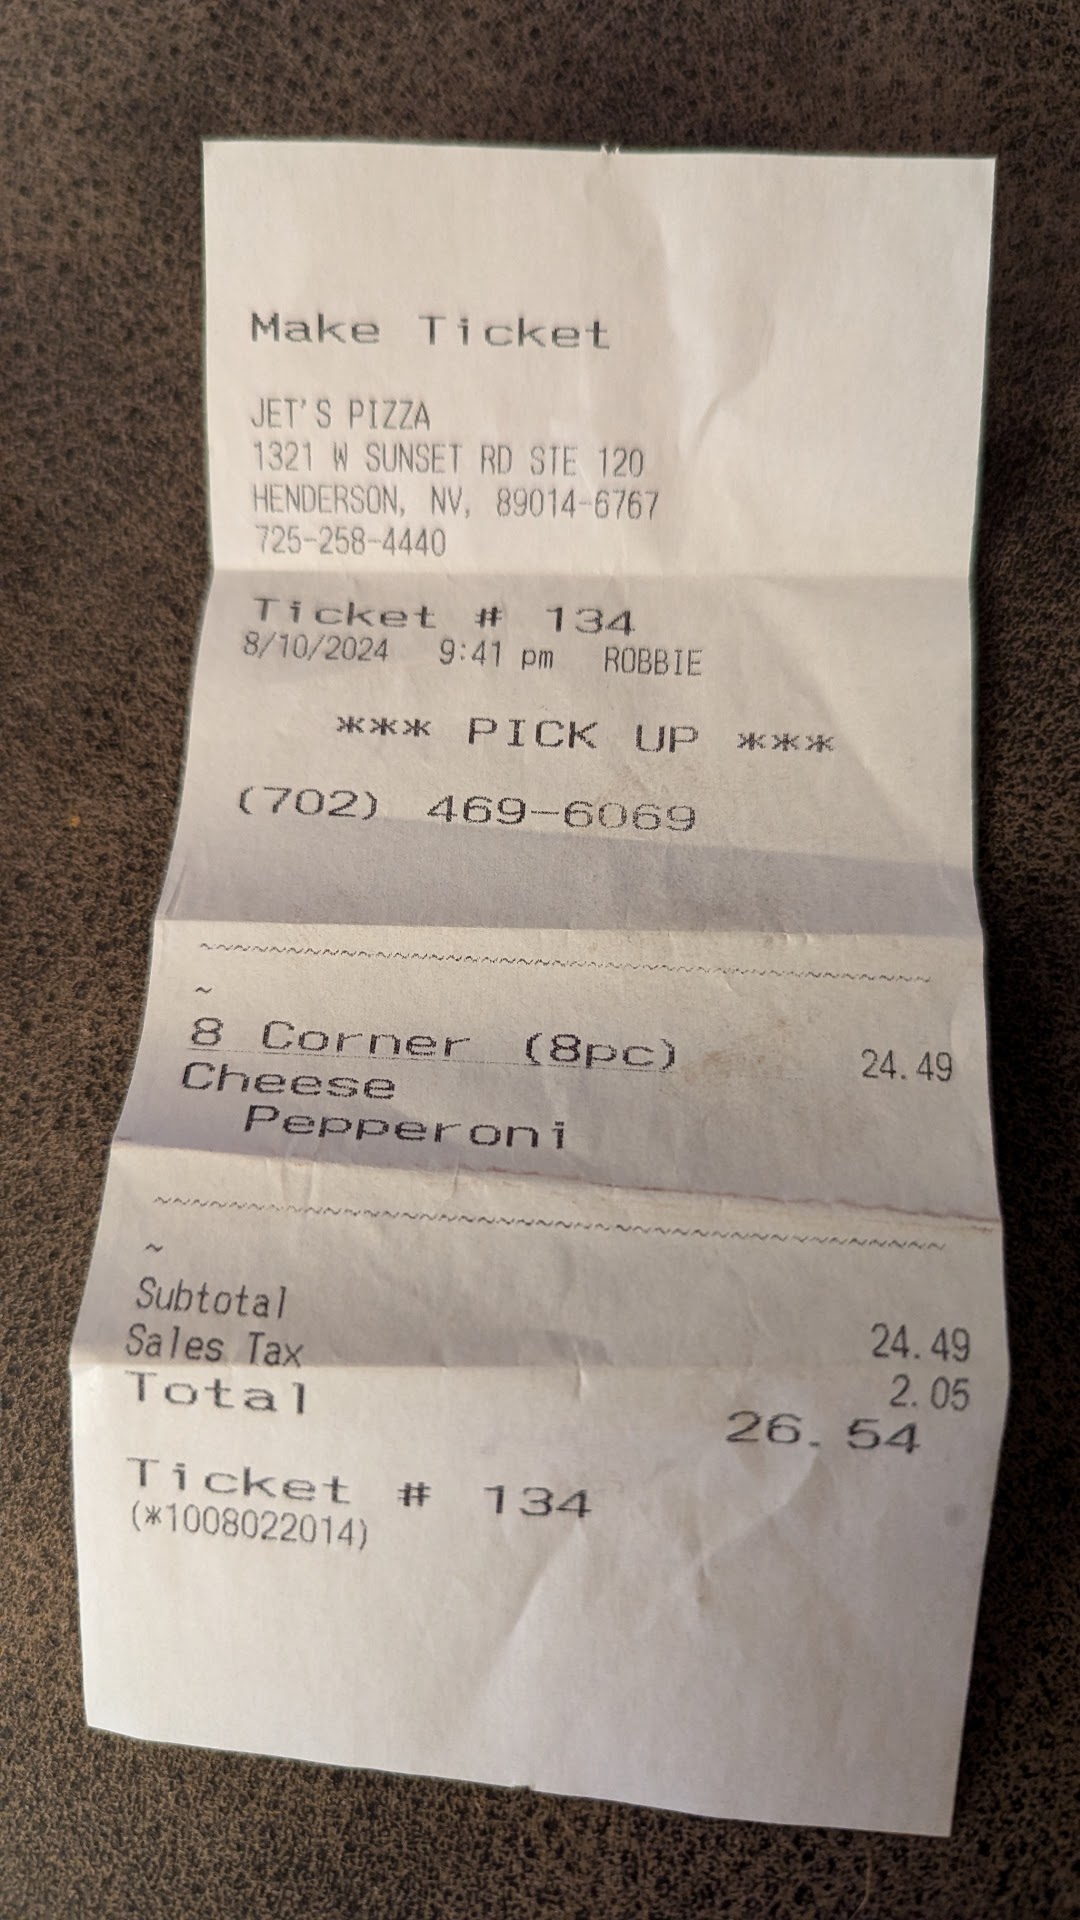 Make Ticket
JET'S PIZZA
1321 W SUNSET RD STE 120
HENDERSON, NV, 89014-6767
725-258-4440
Ticket # 134
8/10/2024 9:41 pm ROBBIE
*** PICK UP ***
(702) 469-6069
~~~~~~~~~~~~~~~~~~~~~~~~~~~~~~~~~~~~~~~~
~
8 Corner (8pc) 24.49
Cheese
Pepperoni
~~~~~~~~~~~~~~~~~~~~~~~~~~~~~~~~~~~~~~~~
~
Subtotal 24.49
Sales Tax 2.05
Total 26.54
Ticket # 134
(*1008022014)